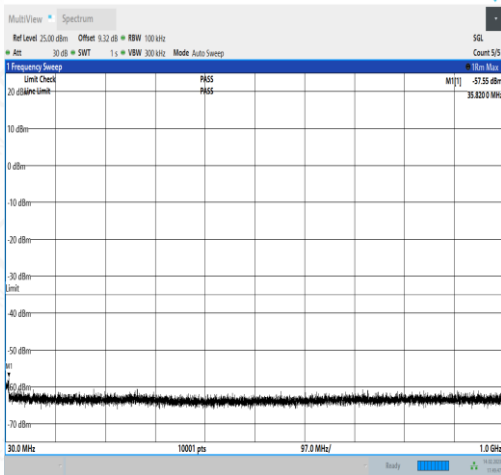 MultiView Spectrum
Ref Level 25.00 dBm Offset 9.32 dB RBW 100 kHz SGL
Att 30 dB SWT 1 s VBW 300 kHz Mode Auto Sweep Count 5/5
1 Frequency Sweep 1Rm Max
Limit Check PASS M1[1] -57.55 dBm
20 dBm Line Limit PASS 35.820 0 MHz
10 dBm
0 dBm
-10 dBm
-20 dBm
-30 dBm
Limit
-40 dBm
-50 dBm
M1
-60 dBm
-70 dBm
30.0 MHz 10001 pts 97.0 MHz/ 1.0 GHz
Ready